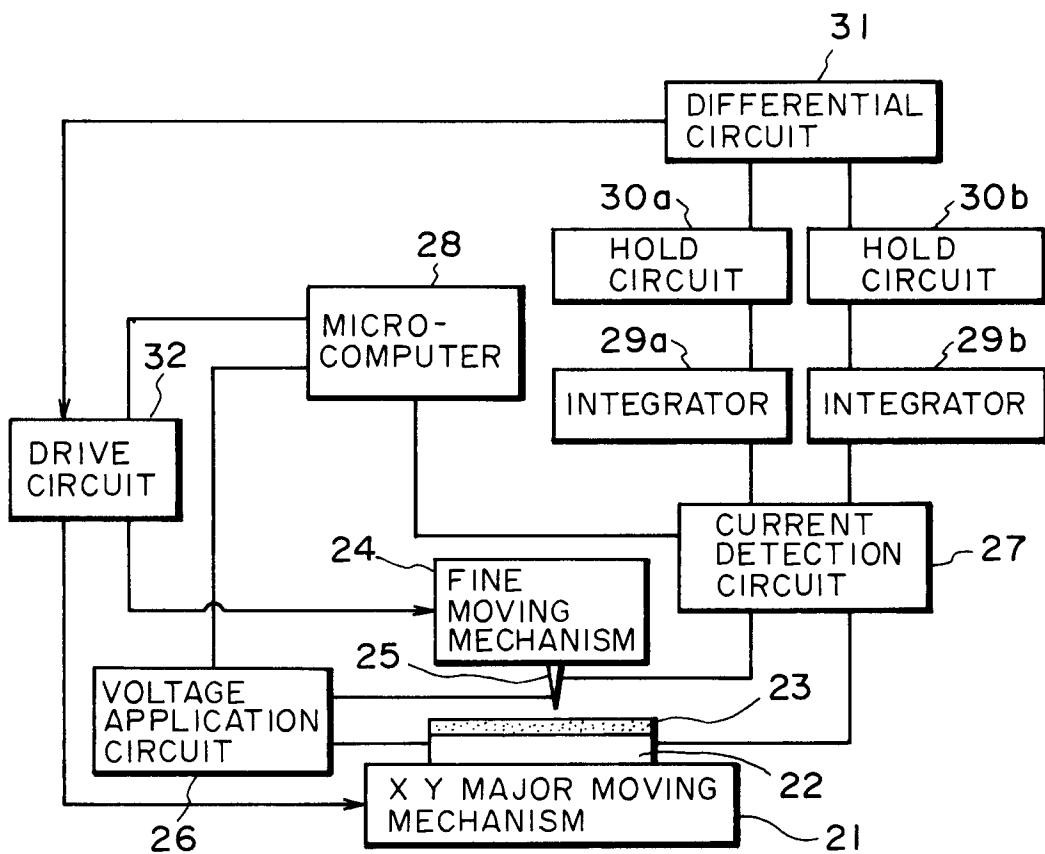 31
DIFFERENTIAL
CIRCUIT
30a
30b
HOLD
CIRCUIT
HOLD
CIRCUIT
28
MICRO-
COMPUTER
29a
29b
INTEGRATOR
INTEGRATOR
32
DRIVE
CIRCUIT
CURRENT
DETECTION
CIRCUIT
27
24
FINE
MOVING
MECHANISM
25
VOLTAGE
APPLICATION
CIRCUIT
23
22
26
X Y MAJOR MOVING
MECHANISM
21